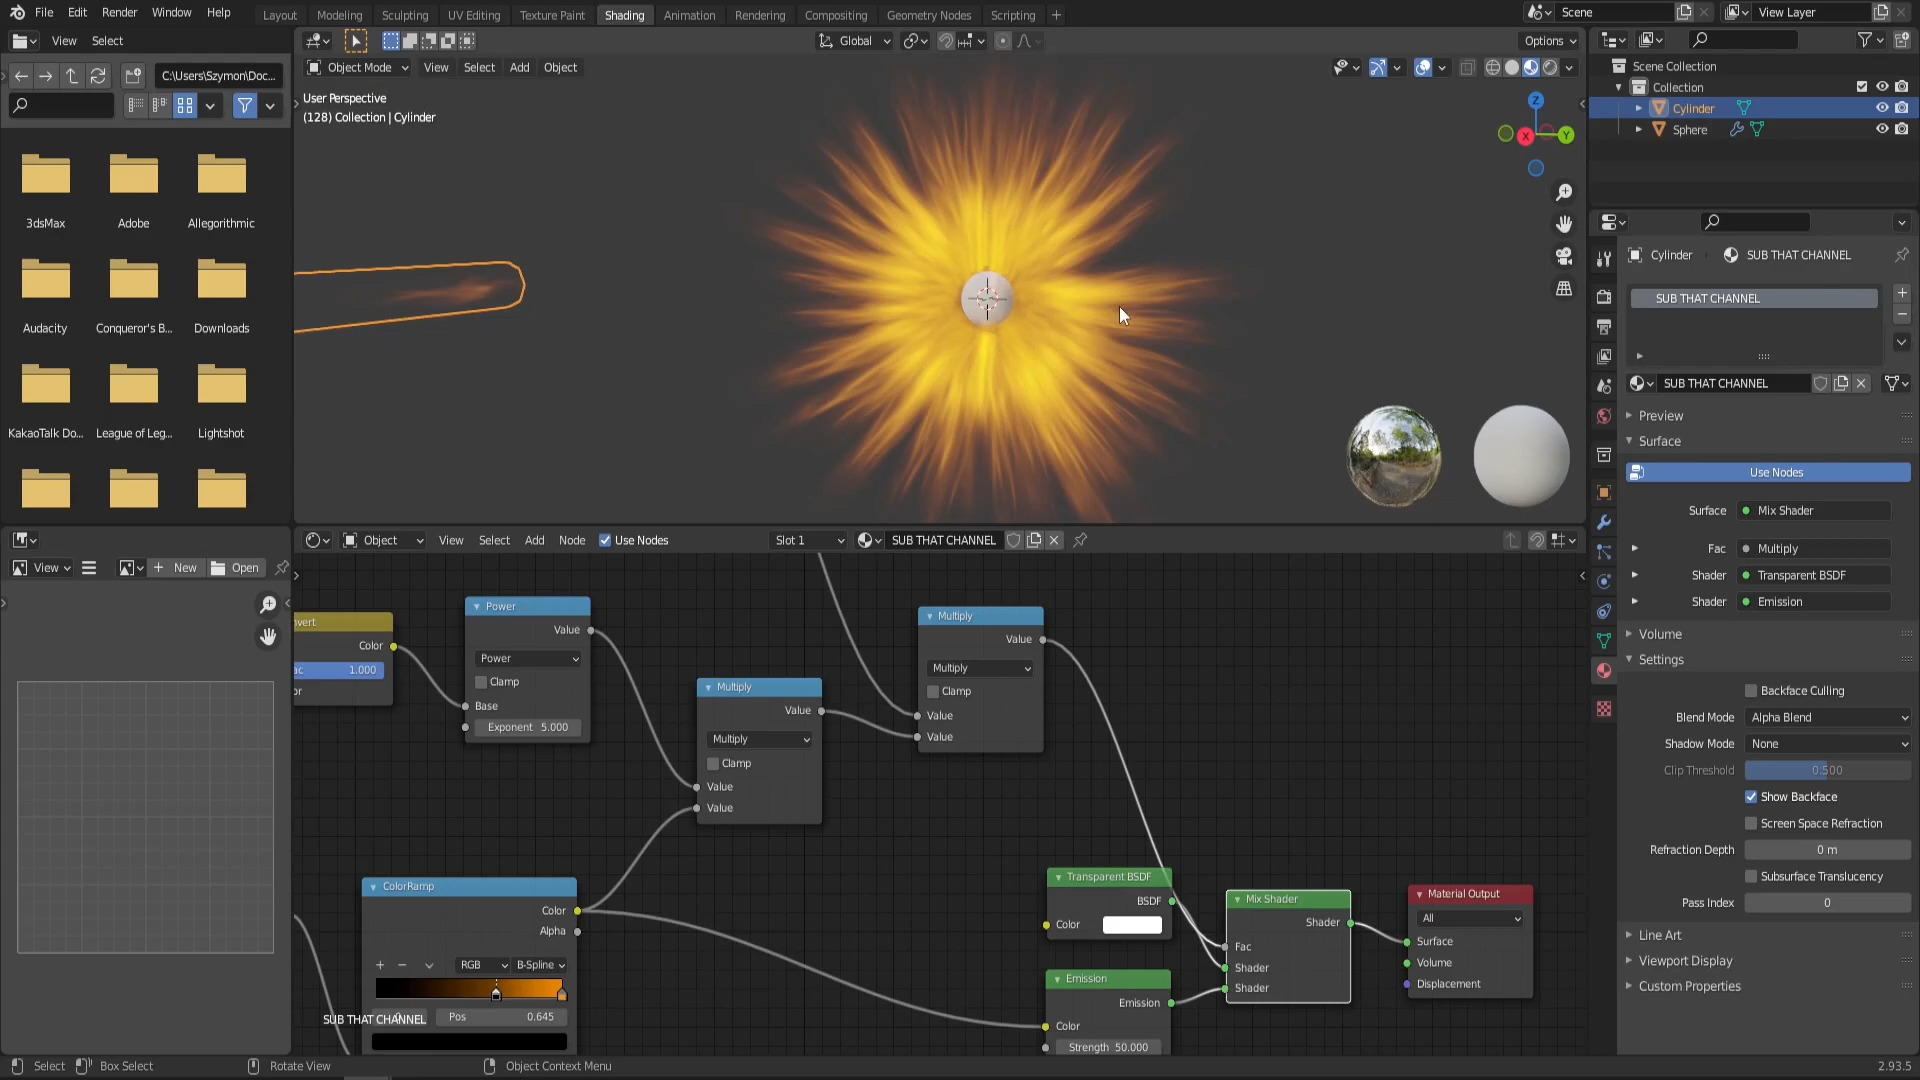 File Edit Render Window Help Layout Modeling Sculpting UV Editing Texture Paint Shading Animation Rendering Compositing Geometry Nodes Scripting + Scene View Layer
View Select
C:\Users\Szymon\Doc...
3dsMax Adobe Allegorithmic
Audacity Conqueror's B... Downloads
KakaoTalk Do... League of Leg... Lightshot
Global Options
Object Mode View Select Add Object
User Perspective
(128) Collection | Cylinder
Z
X Y
Scene Collection
Collection
Cylinder
Sphere
Cylinder SUB THAT CHANNEL
SUB THAT CHANNEL
SUB THAT CHANNEL
Preview
Surface
Use Nodes
Surface Mix Shader
Fac Multiply
Shader Transparent BSDF
Shader Emission
Volume
Settings
Backface Culling
Blend Mode Alpha Blend
Shadow Mode None
Clip Threshold 0.500
Show Backface
Screen Space Refraction
Refraction Depth 0 m
Subsurface Translucency
Pass Index 0
Line Art
Viewport Display
Custom Properties
View New Open
Object View Select Add Node Use Nodes Slot 1 SUB THAT CHANNEL
nvert
Color
ac 1.000
or
Power
Value
Power
Clamp
Base
Exponent 5.000
Multiply
Value
Multiply
Clamp
Value
Value
Multiply
Value
Multiply
Clamp
Value
Value
ColorRamp
Color
Alpha
+ − RGB B-Spline
Pos 0.645
SUB THAT CHANNEL
Transparent BSDF
BSDF
Color
Emission
Emission
Color
Strength 50.000
Mix Shader
Shader
Fac
Shader
Shader
Material Output
All
Surface
Volume
Displacement
Select Box Select Rotate View Object Context Menu 2.93.5